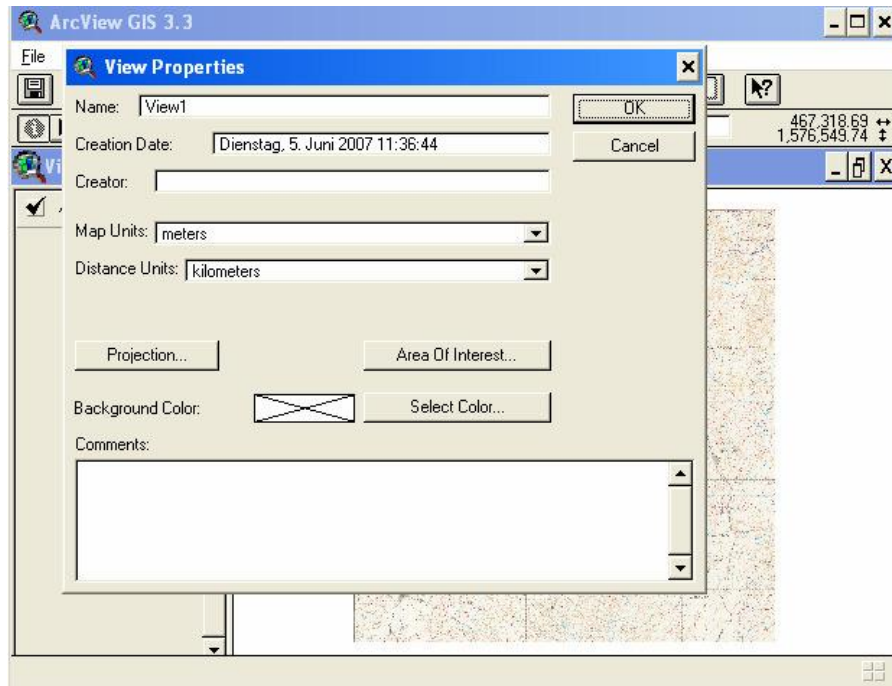 ArcView GIS 3.3
File
View Properties
Name: View1
OK
467,318.69
1,576,549.74
Creation Date: Dienstag, 5. Juni 2007 11:36:44
Cancel
Vi
Creator:
Map Units: meters
Distance Units: kilometers
Projection...
Area Of Interest...
Background Color:
Select Color...
Comments: